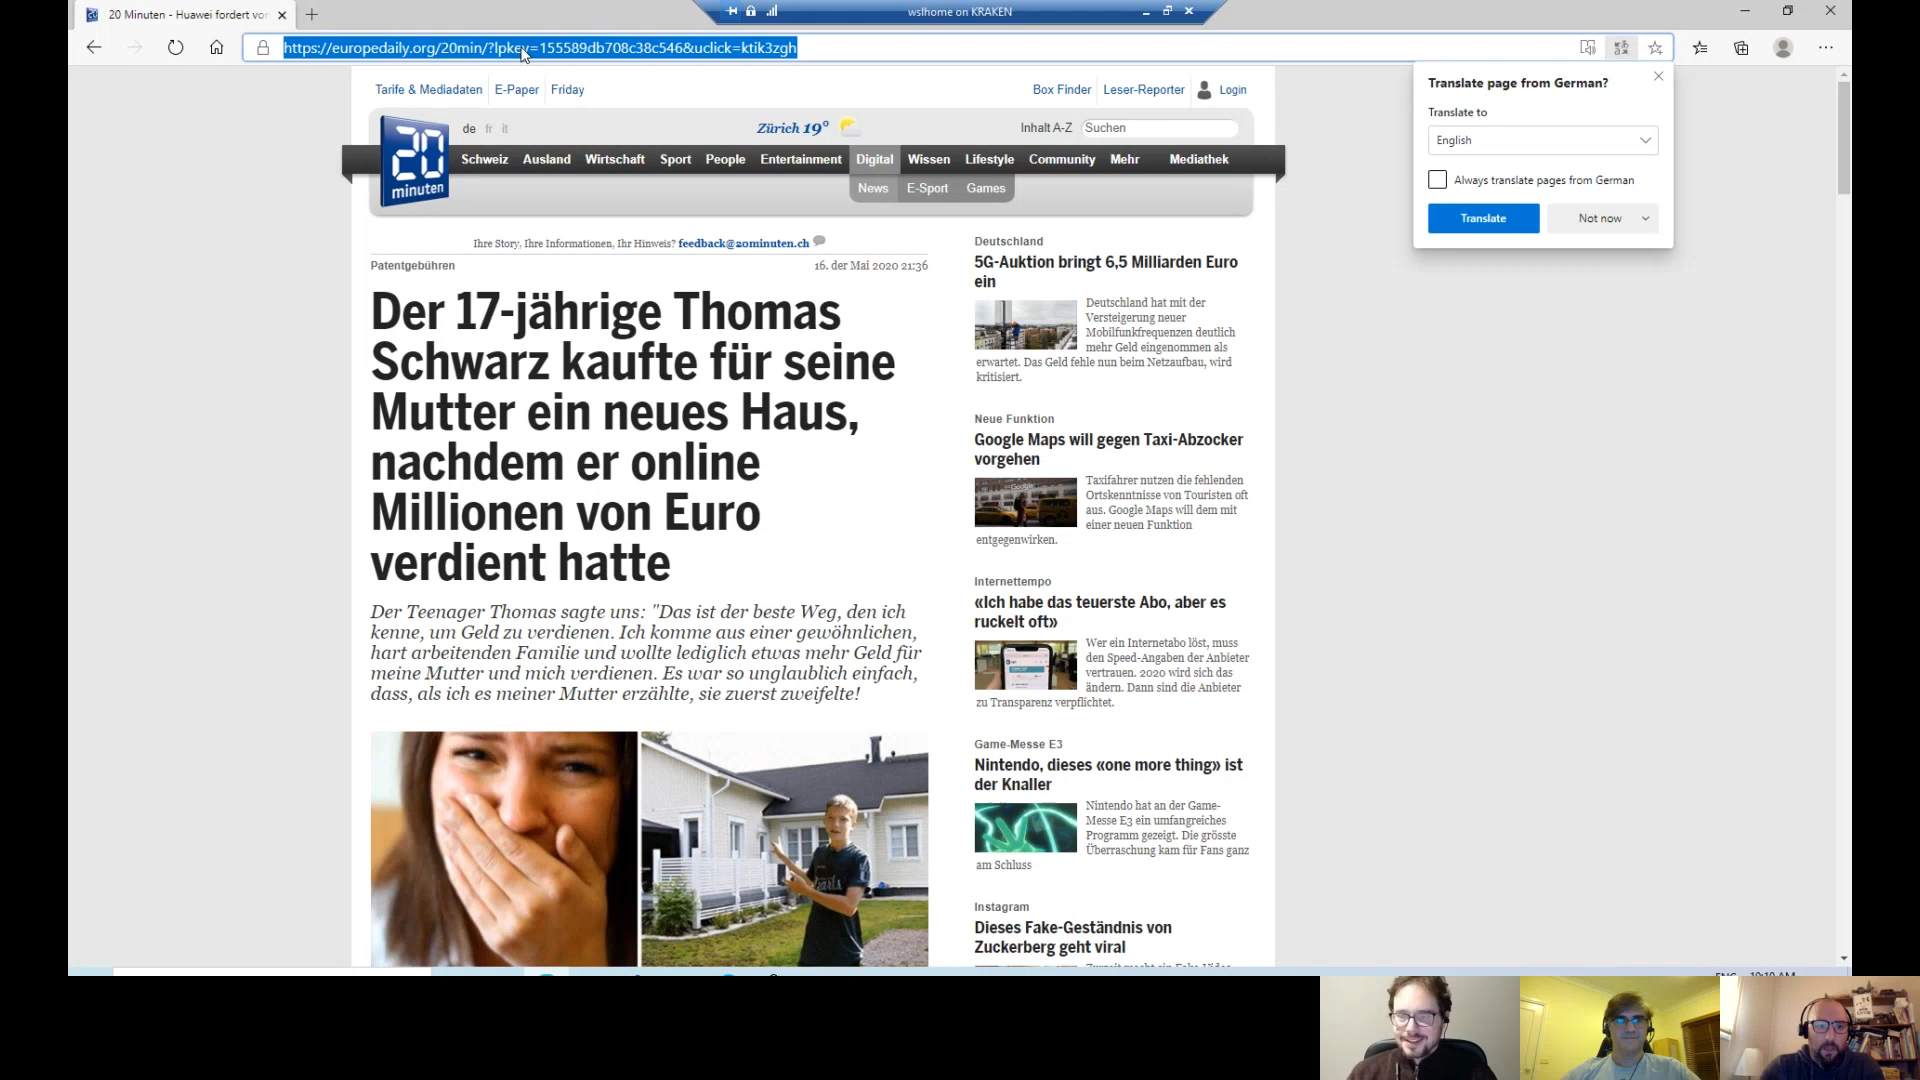 20 Minuten - Huawei fordert von
wslhome on KRAKEN
https://europedaily.org/20min/?lpkey=155589db708c38c546&uclick=ktik3zgh
Translate page from German?
Translate to
English
Always translate pages from German
Translate
Not now
Tarife & Mediadaten
E-Paper
Friday
Box Finder
Leser-Reporter
Login
20
minuten
de fr it
Zürich 19°
Inhalt A-Z
Suchen
Schweiz
Ausland
Wirtschaft
Sport
People
Entertainment
Digital
Wissen
Lifestyle
Community
Mehr
Mediathek
News
E-Sport
Games
Ihre Story, Ihre Informationen, Ihr Hinweis? feedback@20minuten.ch
Patentgebühren
16. der Mai 2020 21:36
Der 17-jährige Thomas
Schwarz kaufte für seine
Mutter ein neues Haus,
nachdem er online
Millionen von Euro
verdient hatte
Der Teenager Thomas sagte uns: "Das ist der beste Weg, den ich
kenne, um Geld zu verdienen. Ich komme aus einer gewöhnlichen,
hart arbeitenden Familie und wollte lediglich etwas mehr Geld für
meine Mutter und mich verdienen. Es war so unglaublich einfach,
dass, als ich es meiner Mutter erzählte, sie zuerst zweifelte!
Deutschland
5G-Auktion bringt 6,5 Milliarden Euro
ein
Deutschland hat mit der
Versteigerung neuer
Mobilfunkfrequenzen deutlich
mehr Geld eingenommen als
erwartet. Das Geld fehle nun beim Netzaufbau, wird
kritisiert.
Neue Funktion
Google Maps will gegen Taxi-Abzocker
vorgehen
Taxifahrer nutzen die fehlenden
Ortskenntnisse von Touristen oft
aus. Google Maps will dem mit
einer neuen Funktion
entgegenwirken.
Internettempo
«Ich habe das teuerste Abo, aber es
ruckelt oft»
Wer ein Internetabo löst, muss
den Speed-Angaben der Anbieter
vertrauen. 2020 wird sich das
ändern. Dann sind die Anbieter
zu Transparenz verpflichtet.
Game-Messe E3
Nintendo, dieses «one more thing» ist
der Knaller
Nintendo hat an der Game-
Messe E3 ein umfangreiches
Programm gezeigt. Die grösste
Überraschung kam für Fans ganz
am Schluss
Instagram
Dieses Fake-Geständnis von
Zuckerberg geht viral